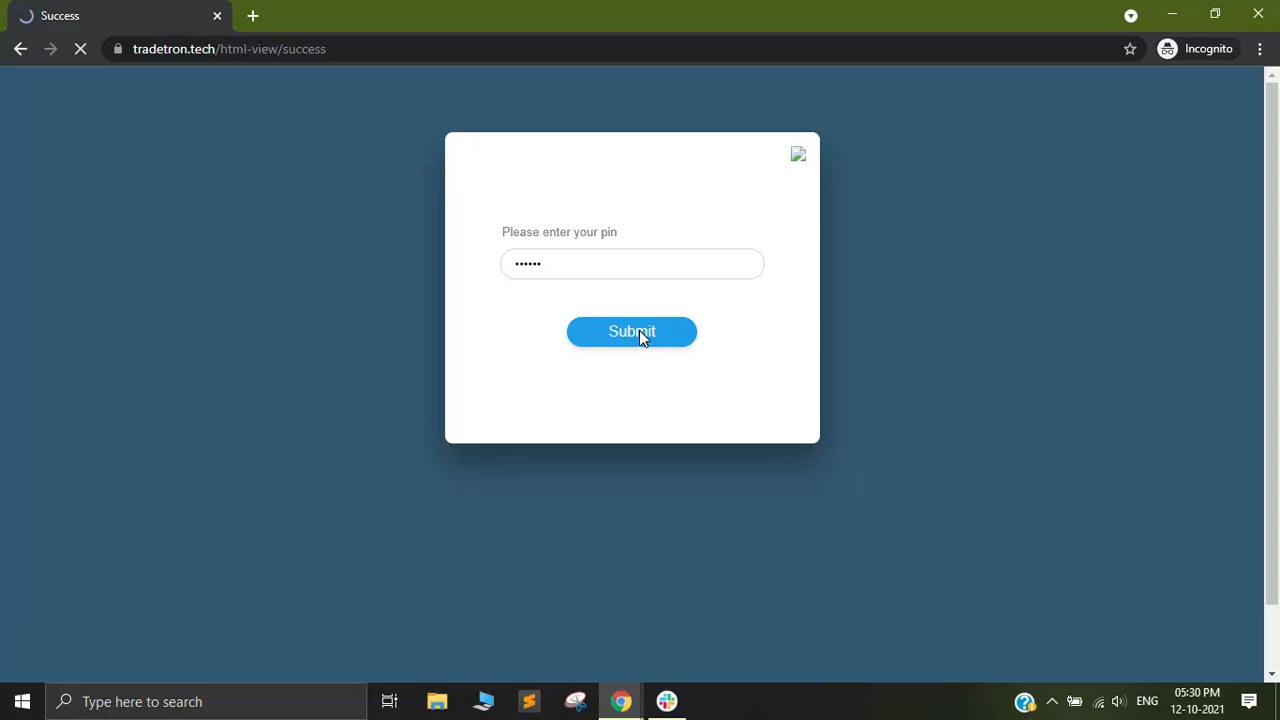 Success
tradetron.tech/html-view/success
Incognito
Please enter your pin
••••••
Submit
Type here to search
ENG
05:30 PM
12-10-2021